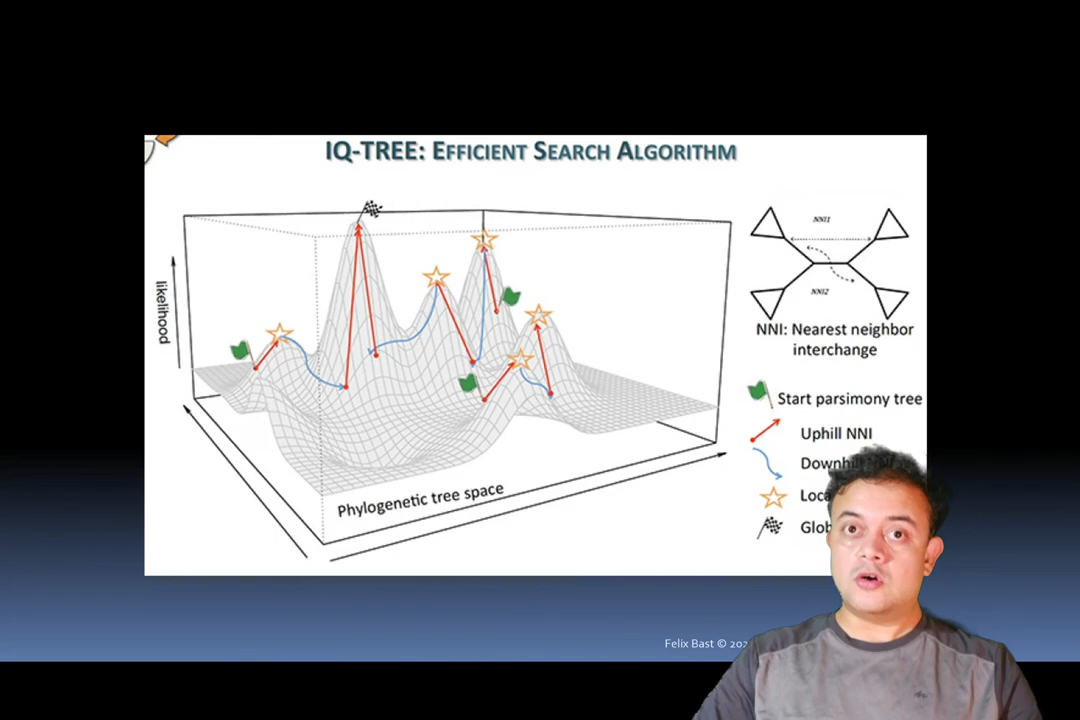 IQ-TREE: EFFICIENT SEARCH ALGORITHM
likelihood
Phylogenetic tree space
NNI1
NNI2
NNI: Nearest neighbor
interchange
Start parsimony tree
Uphill NNI
Felix Bast ©